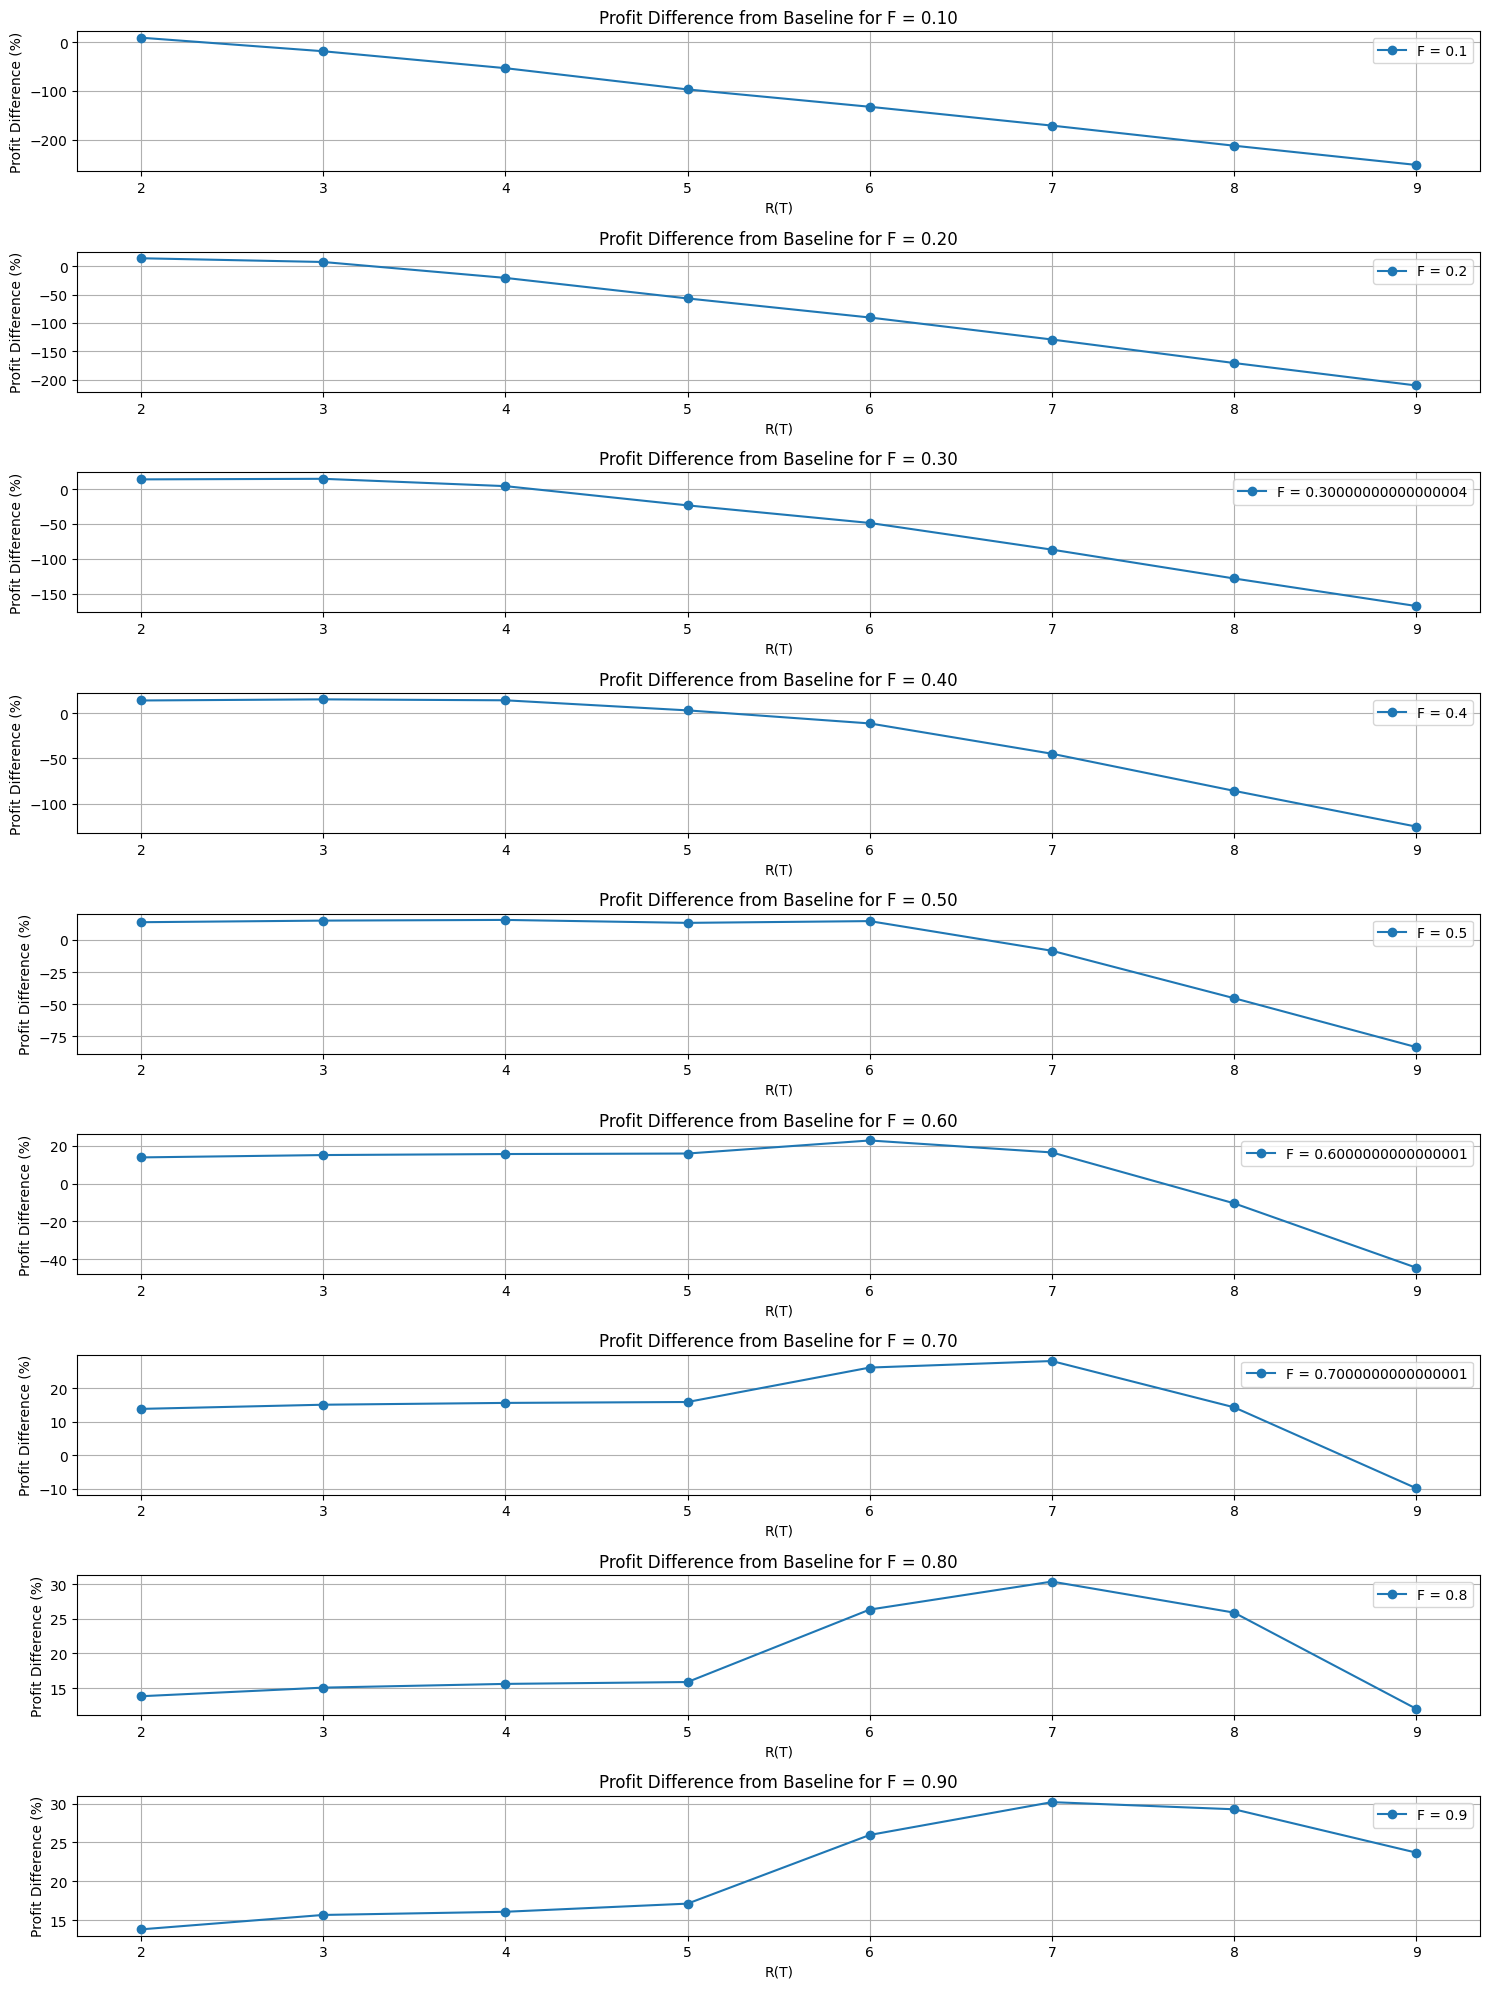 Profit Difference from Baseline for F = 0.10
Profit Difference (%)
0
−100
−200
F = 0.1
2 3 4 5 6 7 8 9
R(T)
Profit Difference from Baseline for F = 0.20
Profit Difference (%)
0
−50
−100
−150
−200
F = 0.2
2 3 4 5 6 7 8 9
R(T)
Profit Difference from Baseline for F = 0.30
Profit Difference (%)
0
−50
−100
−150
F = 0.30000000000000004
2 3 4 5 6 7 8 9
R(T)
Profit Difference from Baseline for F = 0.40
Profit Difference (%)
0
−50
−100
F = 0.4
2 3 4 5 6 7 8 9
R(T)
Profit Difference from Baseline for F = 0.50
Profit Difference (%)
0
−25
−50
−75
F = 0.5
2 3 4 5 6 7 8 9
R(T)
Profit Difference from Baseline for F = 0.60
Profit Difference (%)
20
0
−20
−40
F = 0.6000000000000001
2 3 4 5 6 7 8 9
R(T)
Profit Difference from Baseline for F = 0.70
Profit Difference (%)
20
10
0
−10
F = 0.7000000000000001
2 3 4 5 6 7 8 9
R(T)
Profit Difference from Baseline for F = 0.80
Profit Difference (%)
30
25
20
15
F = 0.8
2 3 4 5 6 7 8 9
R(T)
Profit Difference from Baseline for F = 0.90
Profit Difference (%)
30
25
20
15
F = 0.9
2 3 4 5 6 7 8 9
R(T)